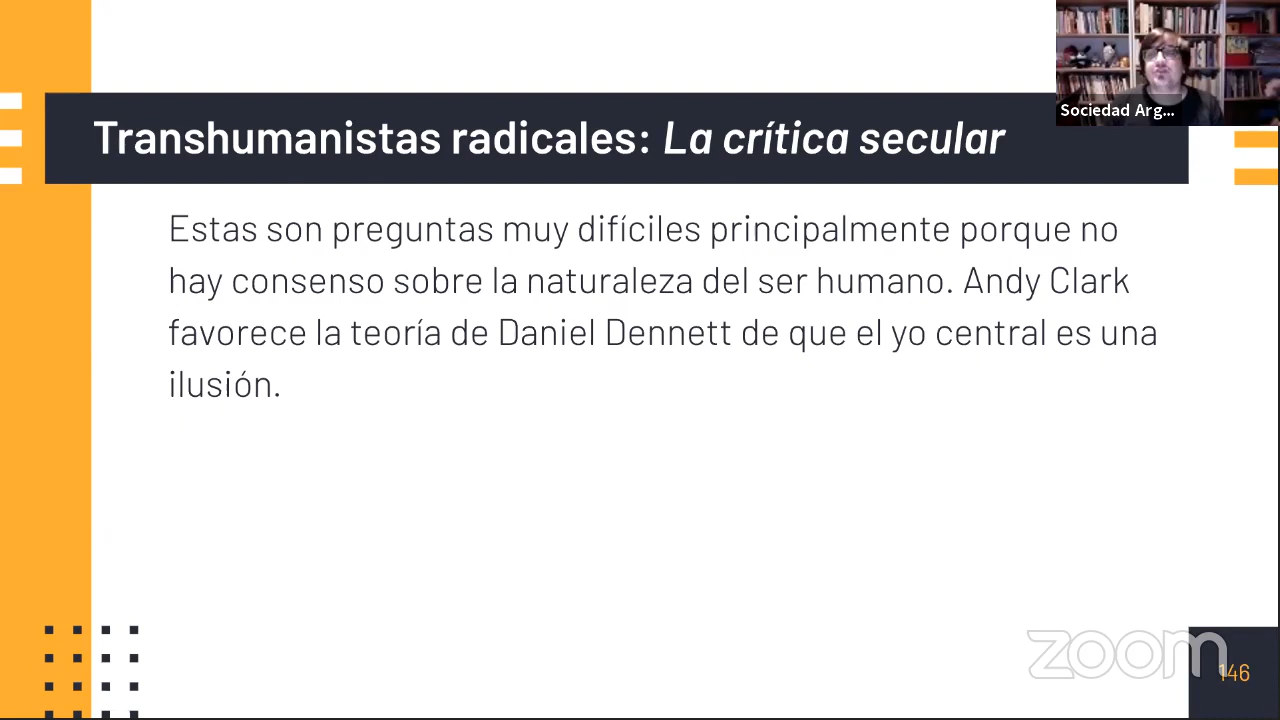 Sociedad Arg...
Transhumanistas radicales: La crítica secular
Estas son preguntas muy difíciles principalmente porque no
hay consenso sobre la naturaleza del ser humano. Andy Clark
favorece la teoría de Daniel Dennett de que el yo central es una
ilusión.
zoom
146